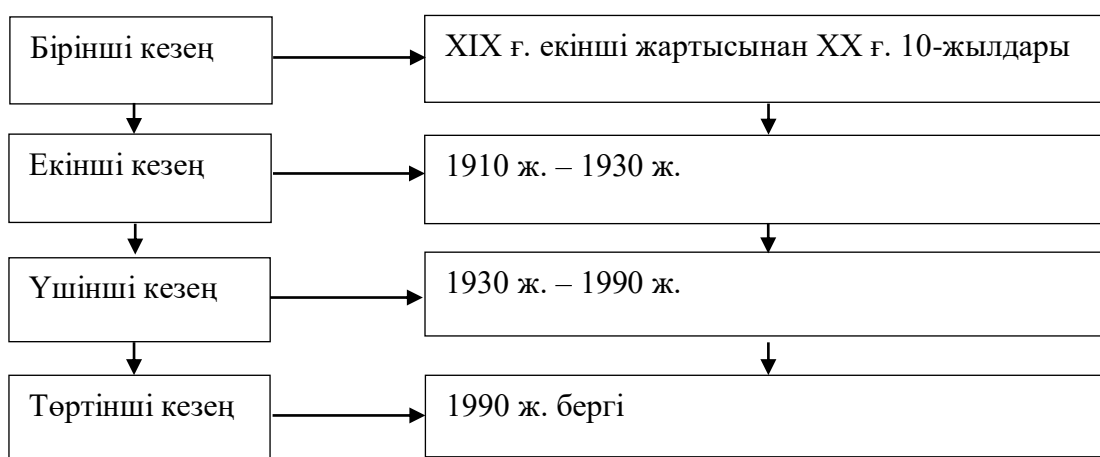 Бірінші кезең
XIX ғ. екінші жартысынан XX ғ. 10-жылдары
Екінші кезең
1910 ж. – 1930 ж.
Үшінші кезең
1930 ж. – 1990 ж.
Төртінші кезең
1990 ж. бергі